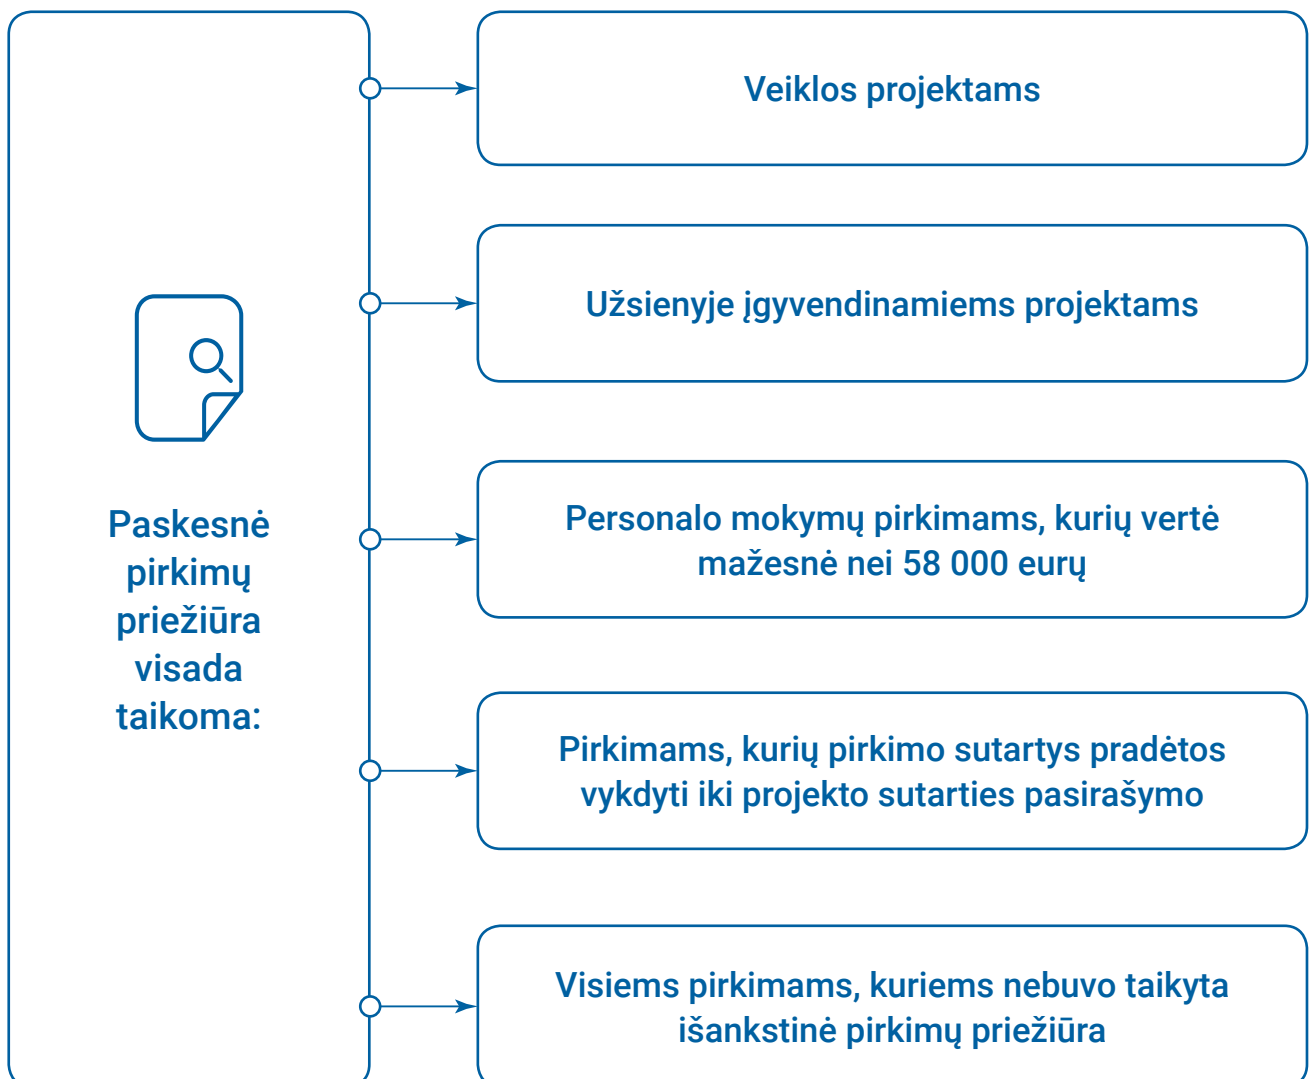 Paskesnė
pirkimų
priežiūra
visada
taikoma:
Veiklos projektams
Užsienyje įgyvendinamiems projektams
Personalo mokymų pirkimams, kurių vertė
mažesnė nei 58 000 eurų
Pirkimams, kurių pirkimo sutartys pradėtos
vykdyti iki projekto sutarties pasirašymo
Visiems pirkimams, kuriems nebuvo taikyta
išankstinė pirkimų priežiūra